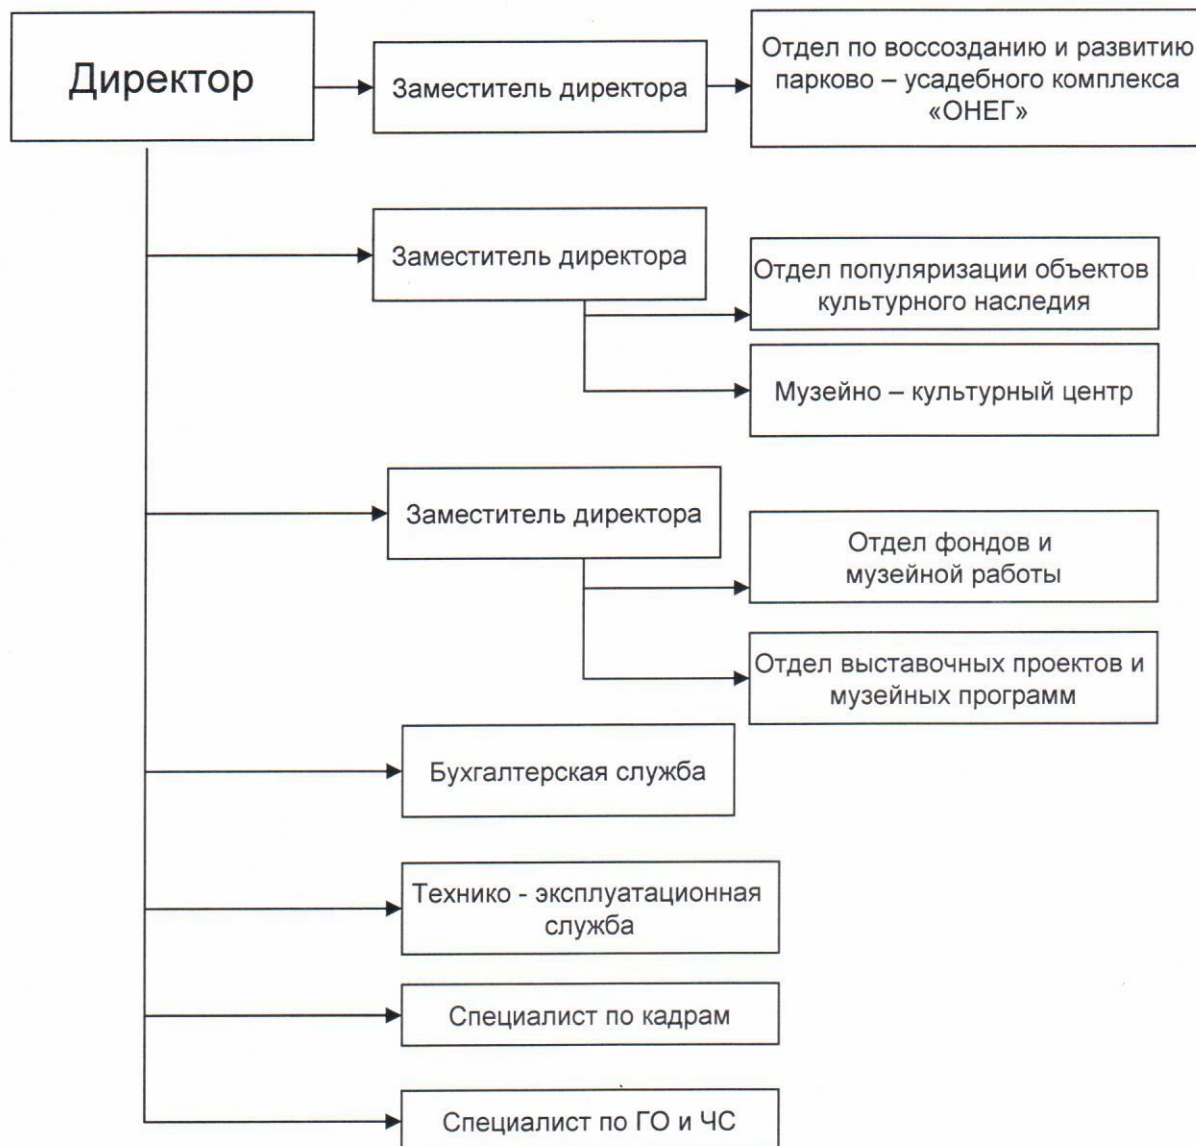 Директор
Заместитель директора
Отдел по воссозданию и развитию
парково – усадебного комплекса
«ОНЕГ»
Заместитель директора
Отдел популяризации объектов
культурного наследия
Музейно – культурный центр
Заместитель директора
Отдел фондов и
музейной работы
Отдел выставочных проектов и
музейных программ
Бухгалтерская служба
Технико - эксплуатационная
служба
Специалист по кадрам
Специалист по ГО и ЧС